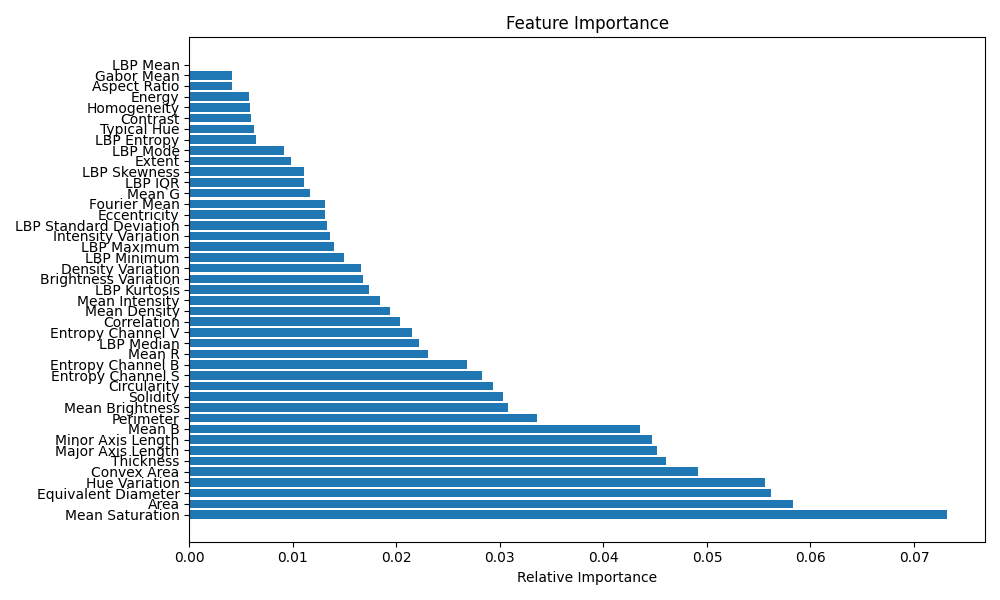 Feature Importance
LBP Mean
Gabor Mean
Aspect Ratio
Energy
Homogeneity
Contrast
Typical Hue
LBP Entropy
LBP Mode
Extent
LBP Skewness
LBP IQR
Mean G
Fourier Mean
Eccentricity
LBP Standard Deviation
Intensity Variation
LBP Maximum
LBP Minimum
Density Variation
Brightness Variation
LBP Kurtosis
Mean Intensity
Mean Density
Correlation
Entropy Channel V
LBP Median
Mean R
Entropy Channel B
Entropy Channel S
Circularity
Solidity
Mean Brightness
Perimeter
Mean B
Minor Axis Length
Major Axis Length
Thickness
Convex Area
Hue Variation
Equivalent Diameter
Area
Mean Saturation
0.00 0.01 0.02 0.03 0.04 0.05 0.06 0.07
Relative Importance